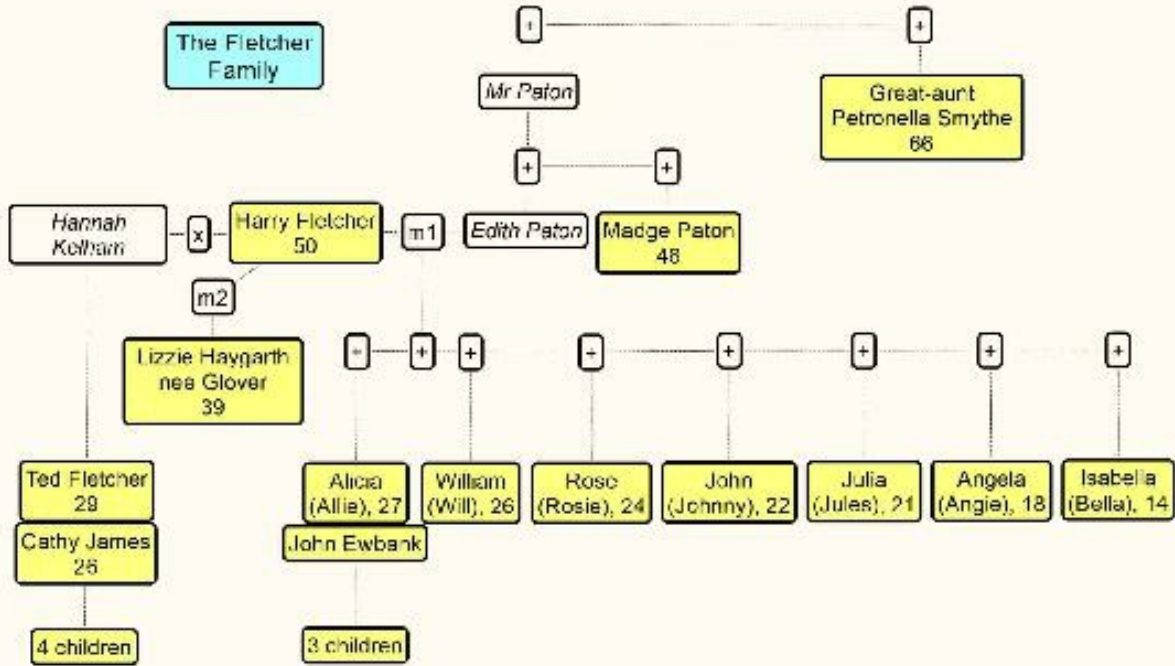 The Fletcher
Family
+
+
Mr Paton
Great-aunt
Petronella Smythe
66
+
+
Hannah
Kelham
x
Harry Fletcher
50
m1
Edith Paton
Madge Paton
48
m2
Lizzie Haygarth
nee Glover
39
+
+
+
+
+
+
+
+
Ted Fletcher
29
Cathy James
26
4 children
Alicia
(Allie), 27
John Ewbank
3 children
William
(Will), 26
Rose
(Rosie), 24
John
(Johnny), 22
Julia
(Jules), 21
Angela
(Angie), 18
Isabella
(Bella), 14